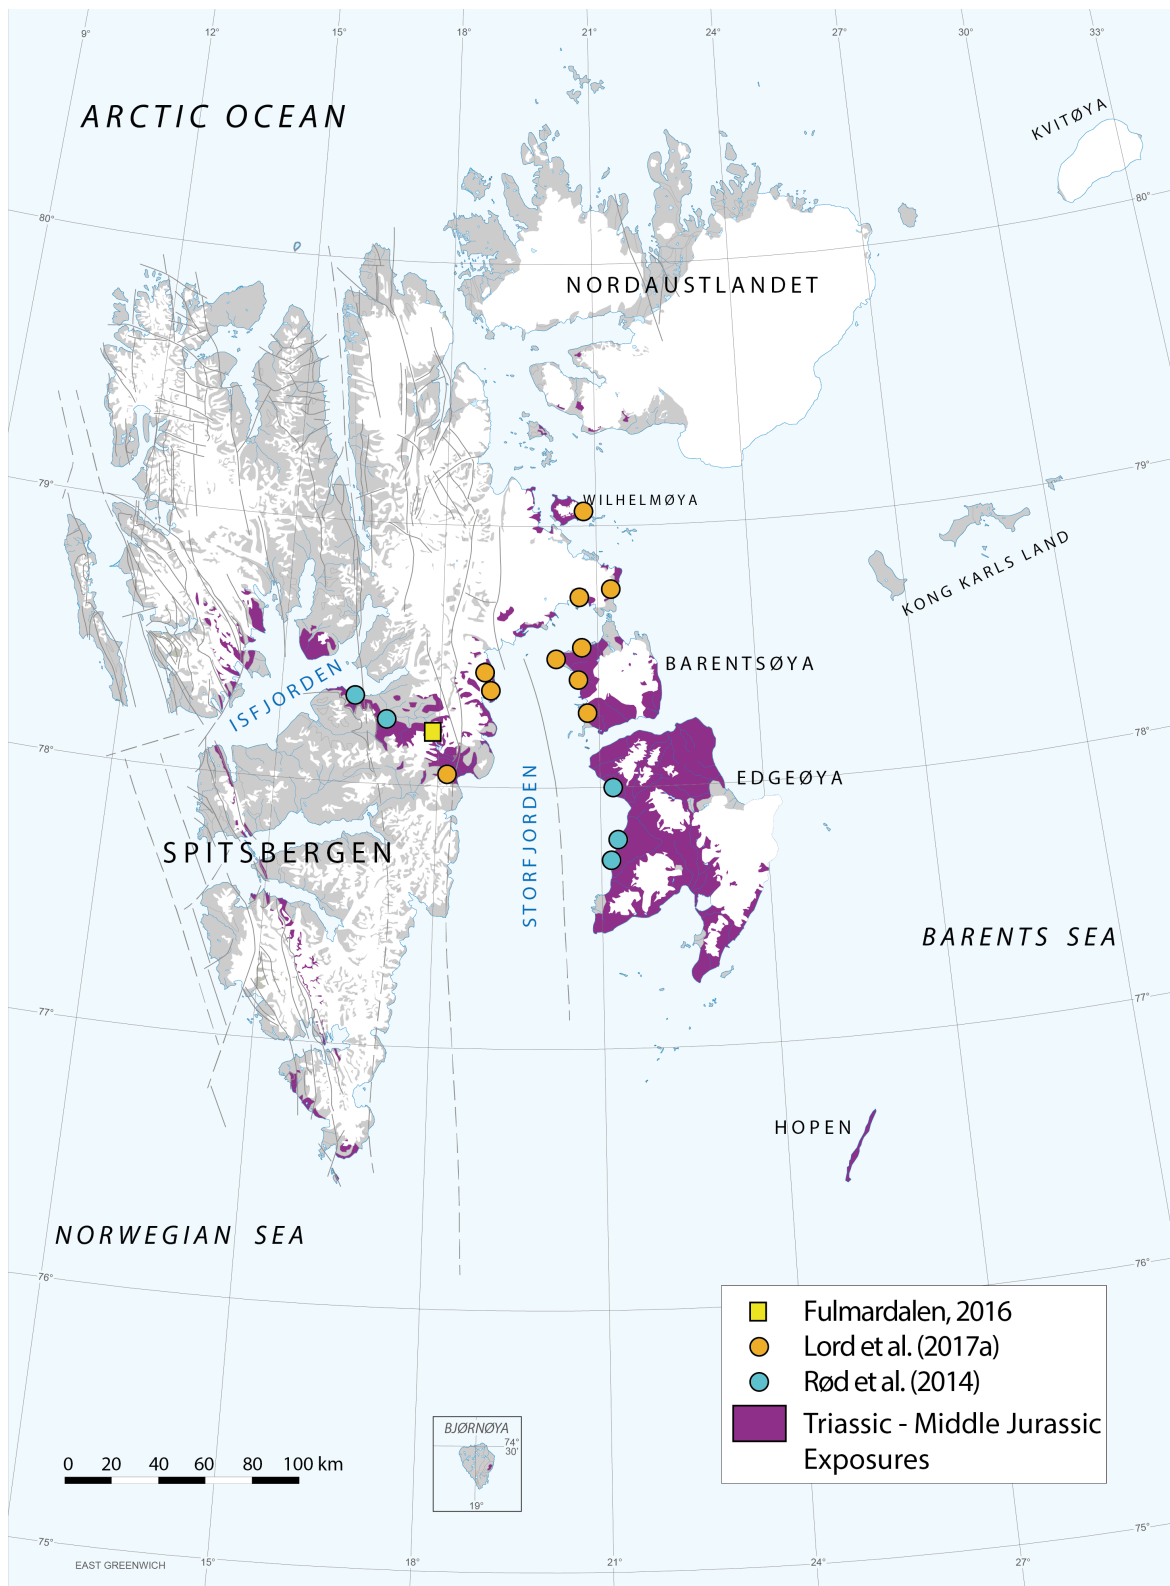 9°
12°
15°
18°
21°
24°
27°
30°
33°
ARCTIC OCEAN
KVITØYA
80°
80°
NORDAUSTLANDET
79°
79°
WILHELMØYA
KONG KARLS LAND
BARENTSØYA
ISFJORDEN
78°
78°
EDGEØYA
STORFJORDEN
SPITSBERGEN
BARENTS SEA
77°
77°
HOPEN
NORWEGIAN SEA
76°
76°
Fulmardalen, 2016
Lord et al. (2017a)
Rød et al. (2014)
Triassic - Middle Jurassic
Exposures
BJØRNØYA
74°
30'
19°
0 20 40 60 80 100 km
75°
75°
EAST GREENWICH
15°
18°
21°
24°
27°